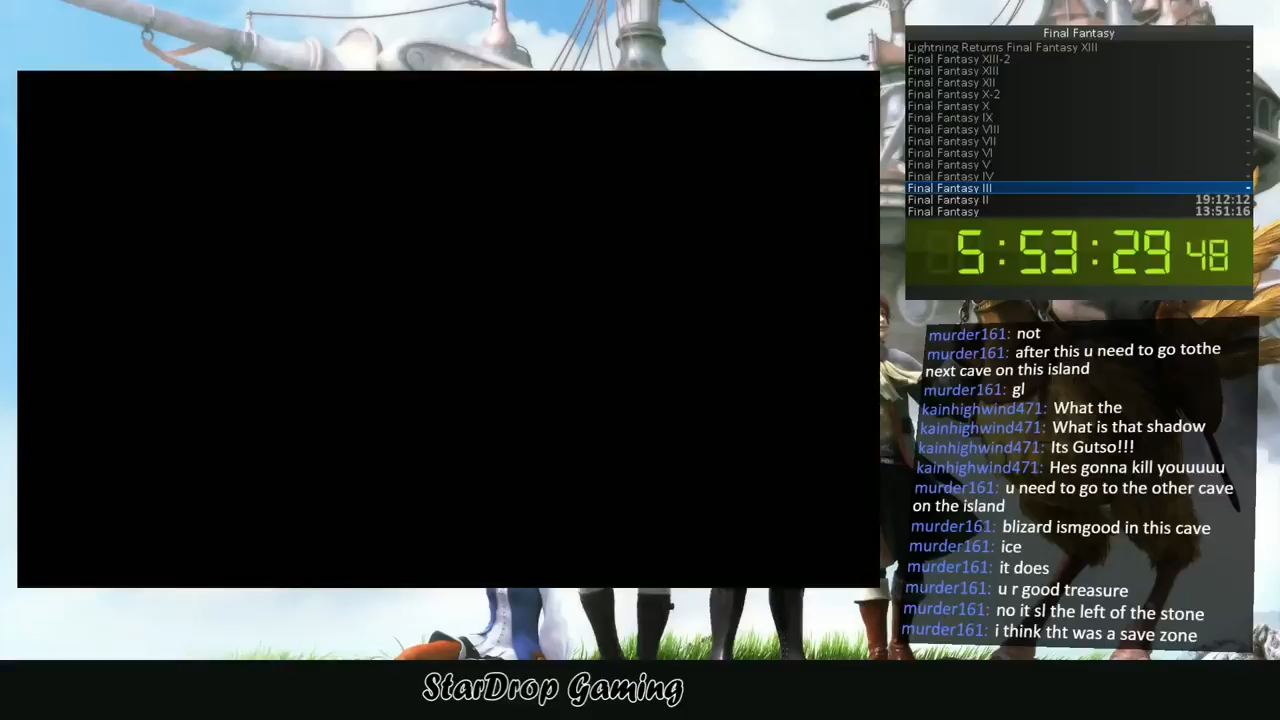 Final Fantasy
Lightning Returns Final Fantasy XIII -
Final Fantasy XIII-2 -
Final Fantasy XIII -
Final Fantasy XII -
Final Fantasy X-2 -
Final Fantasy X -
Final Fantasy IX -
Final Fantasy VIII -
Final Fantasy VII -
Final Fantasy VI -
Final Fantasy V -
Final Fantasy IV -
Final Fantasy III -
Final Fantasy II 19:12:12
Final Fantasy 13:51:16
5:53:29 48
murder161: not
murder161: after this u need to go tothe
next cave on this island
murder161: gl
kainhighwind471: What the
kainhighwind471: What is that shadow
kainhighwind471: Its Gutso!!!
kainhighwind471: Hes gonna kill youuuuu
murder161: u need to go to the other cave
on the island
murder161: blizard ismgood in this cave
murder161: ice
murder161: it does
murder161: u r good treasure
murder161: no it sl the left of the stone
murder161: i think tht was a save zone
StarDrop Gaming